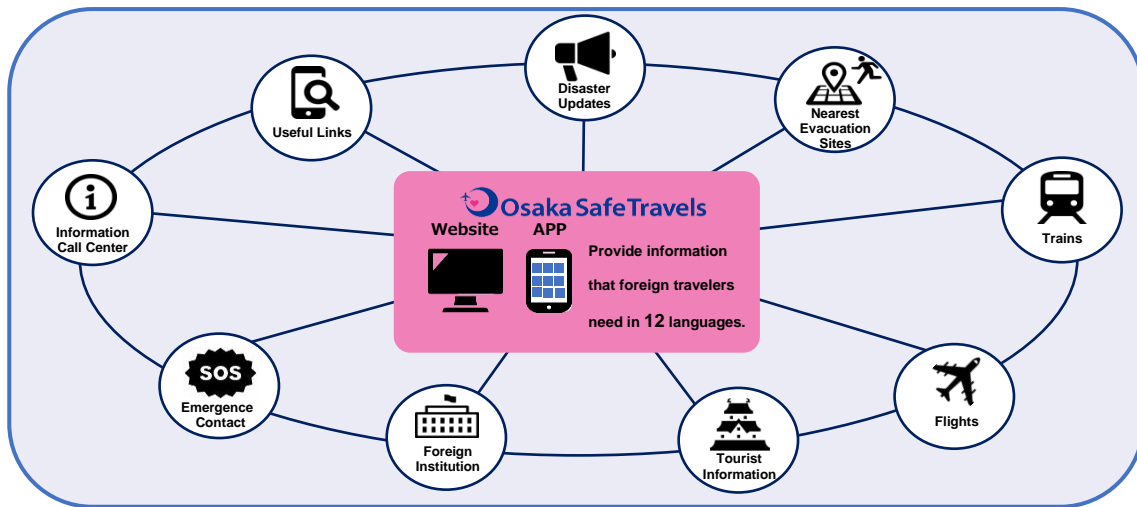 Disaster
Updates
Useful Links
Nearest
Evacuation
Sites
Information
Call Center
Trains
Osaka Safe Travels
Website
APP
Provide information
that foreign travelers
need in 12 languages.
SOS
Emergence
Contact
Foreign
Institution
Tourist
Information
Flights